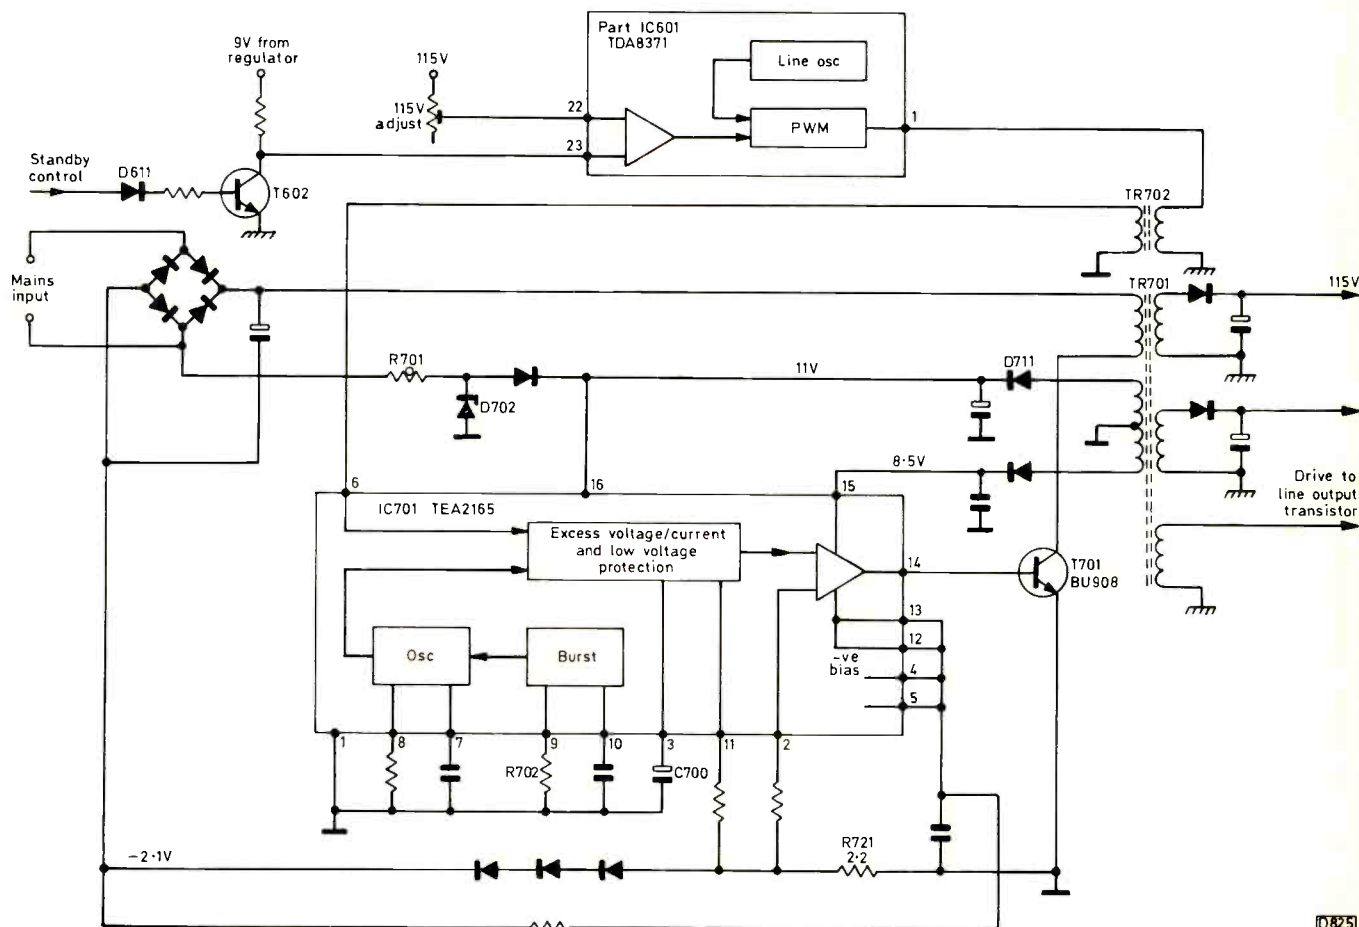 Part IC601
TDA8371
9V from
regulator
115V
Line osc
115V
adjust
22
PWM
1
23
Standby
control
D611
T602
TR702
Mains
input
TR701
115V
R701
11V
D711
D702
8·5V
Drive to
line output
transistor
6
16
15
IC701 TEA2165
Excess voltage/current
and low voltage
protection
14
T701
BU908
13
12
-ve
bias
4
5
Osc
Burst
1
8
7
9
10
3
11
2
R702
C700
-2·1V
R721
2·2
D825